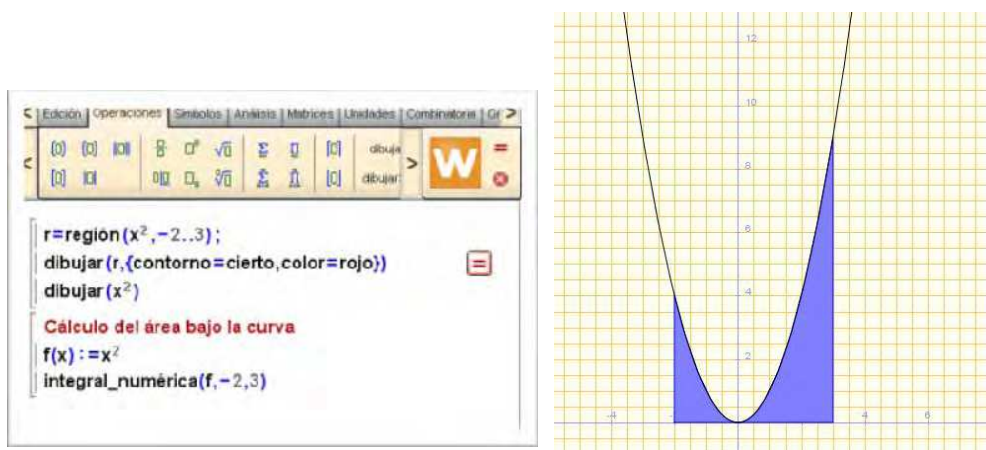 Edición Operaciones Símbolos Análisis Matrices Unidades Combinatoria
dibuja
dibujar
W
r=región(x²,-2..3);
dibujar(r,{contorno=cierto,color=rojo})
dibujar(x²)
Cálculo del área bajo la curva
f(x):=x²
integral_numérica(f,-2,3)
12
10
8
6
4
2
-4 4 6